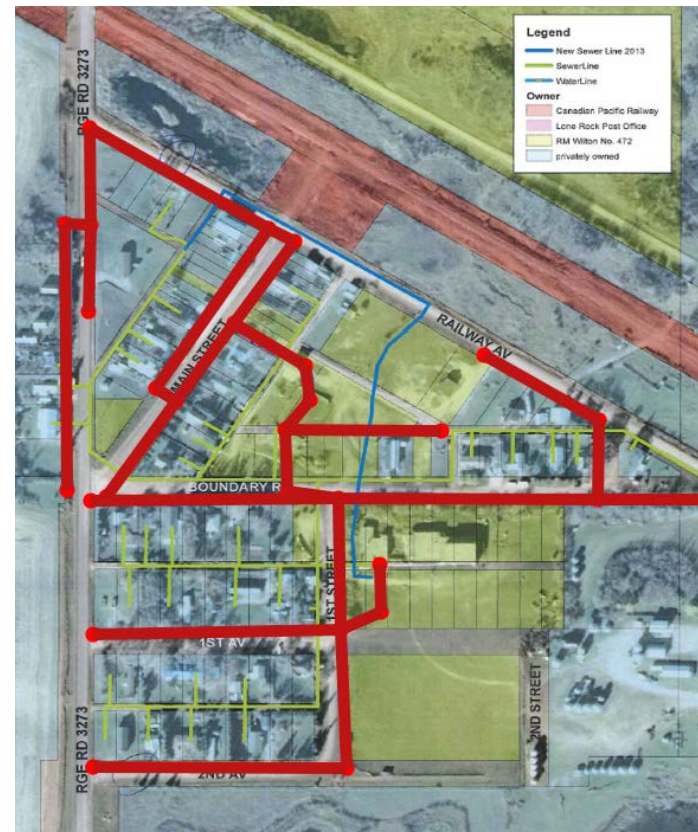 Legend
New Sewer Line 2013
SewerLine
WaterLine
Owner
Canadian Pacific Railway
Lone Rock Post Office
RM Wilton No. 472
privately owned
RGE RD 3273
RAILWAY AV
MAIN STREET
BOUNDARY R
1ST STREET
1ST AV
2ND STREET
RGE RD 3273
2ND AV